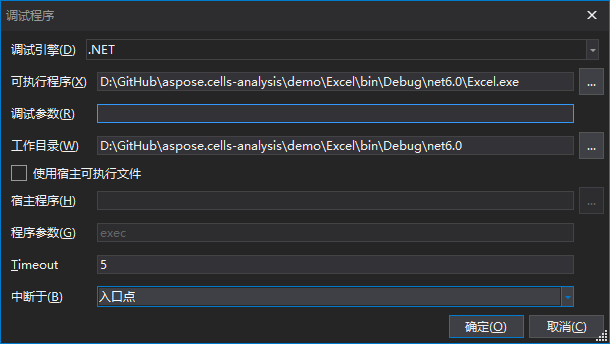 调试程序
调试引擎(D) .NET
可执行程序(X) D:\GitHub\aspose.cells-analysis\demo\Excel\bin\Debug\net6.0\Excel.exe ...
调试参数(R)
工作目录(W) D:\GitHub\aspose.cells-analysis\demo\Excel\bin\Debug\net6.0 ...
使用宿主可执行文件
宿主程序(H) ...
程序参数(G) exec
Timeout 5
中断于(B) 入口点
确定(O) 取消(C)